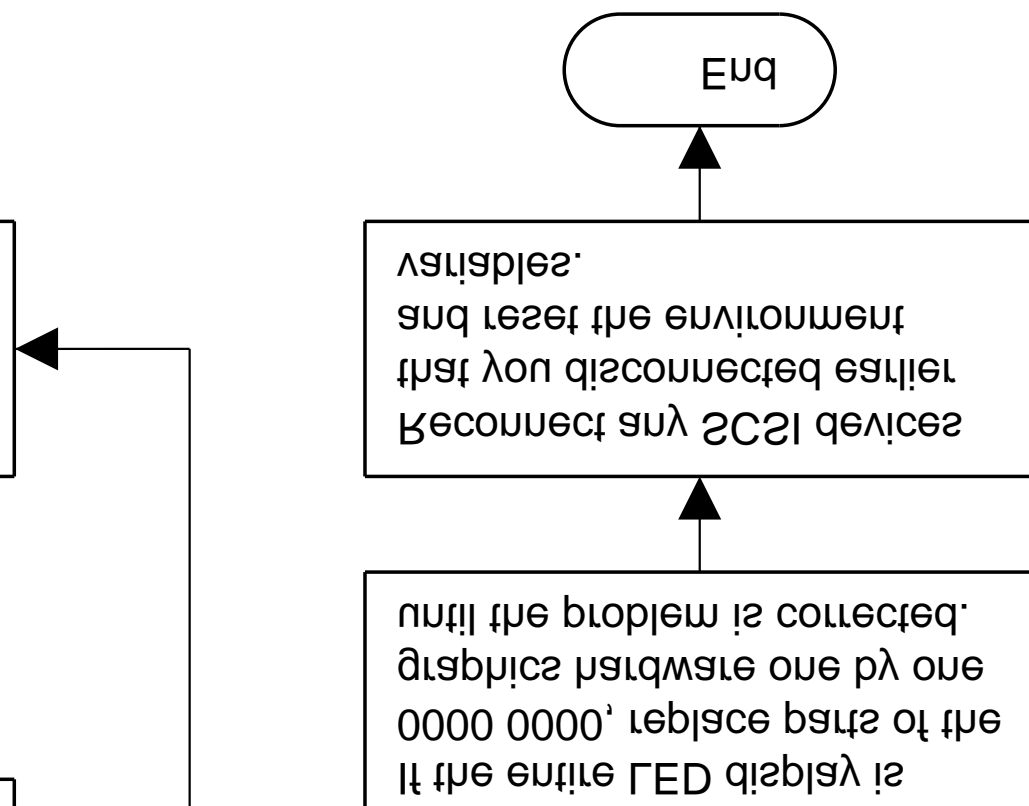 If the entire LED display is
0000 0000, replace parts of the
graphics hardware one by one
until the problem is corrected.
Reconnect any SCSI devices
that you disconnected earlier
and reset the environment
variables.
End